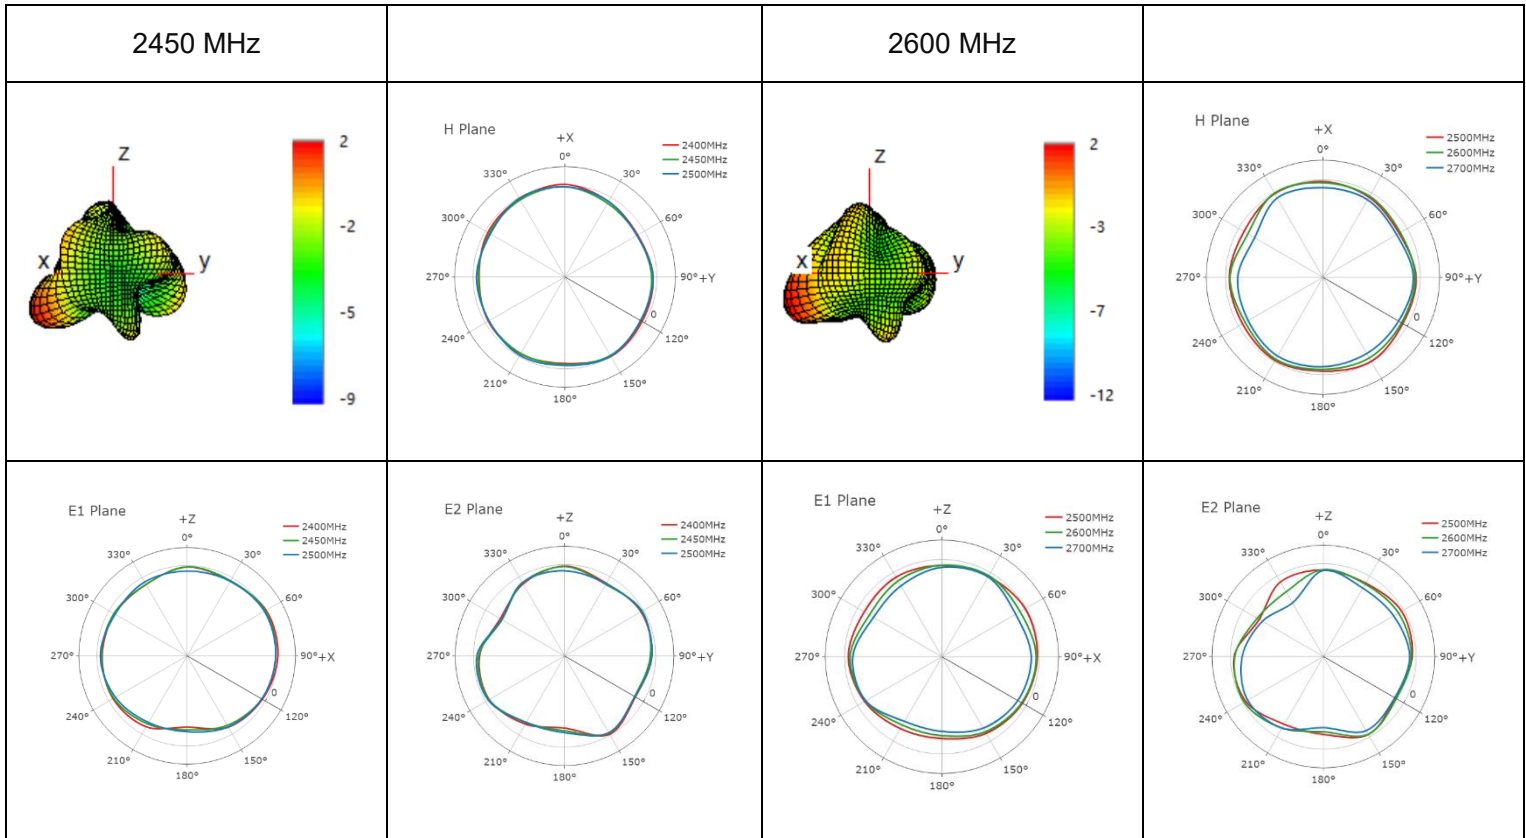 2450 MHz
2600 MHz
Z
x
y
2
-2
-5
-9
H Plane
+X
0°
2400MHz
2450MHz
2500MHz
330°
30°
300°
60°
270°
90°+Y
0
240°
120°
210°
150°
180°
Z
x
y
2
-3
-7
-12
H Plane
+X
0°
2500MHz
2600MHz
2700MHz
330°
30°
300°
60°
270°
90°+Y
0
240°
120°
210°
150°
180°
E1 Plane
+Z
0°
2400MHz
2450MHz
2500MHz
330°
30°
300°
60°
270°
90°+X
0
240°
120°
210°
150°
180°
E2 Plane
+Z
0°
2400MHz
2450MHz
2500MHz
330°
30°
300°
60°
270°
90°+Y
0
240°
120°
210°
150°
180°
E1 Plane
+Z
0°
2500MHz
2600MHz
2700MHz
330°
30°
300°
60°
270°
90°+X
0
240°
120°
210°
150°
180°
E2 Plane
+Z
0°
2500MHz
2600MHz
2700MHz
330°
30°
300°
60°
270°
90°+Y
0
240°
120°
210°
150°
180°